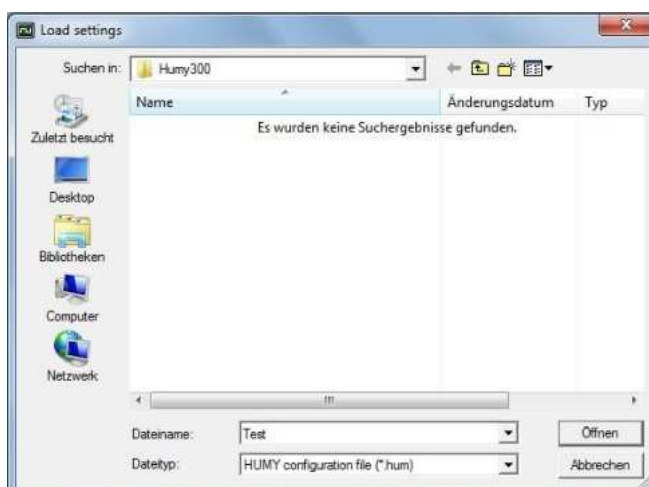 Load settings
Suchen in:
Humy300
Name
Änderungsdatum
Typ
Es wurden keine Suchergebnisse gefunden.
Zuletzt besucht
Desktop
Bibliotheken
Computer
Netzwerk
Dateiname:
Test
Öffnen
Dateityp:
HUMY configuration file (*.hum)
Abbrechen